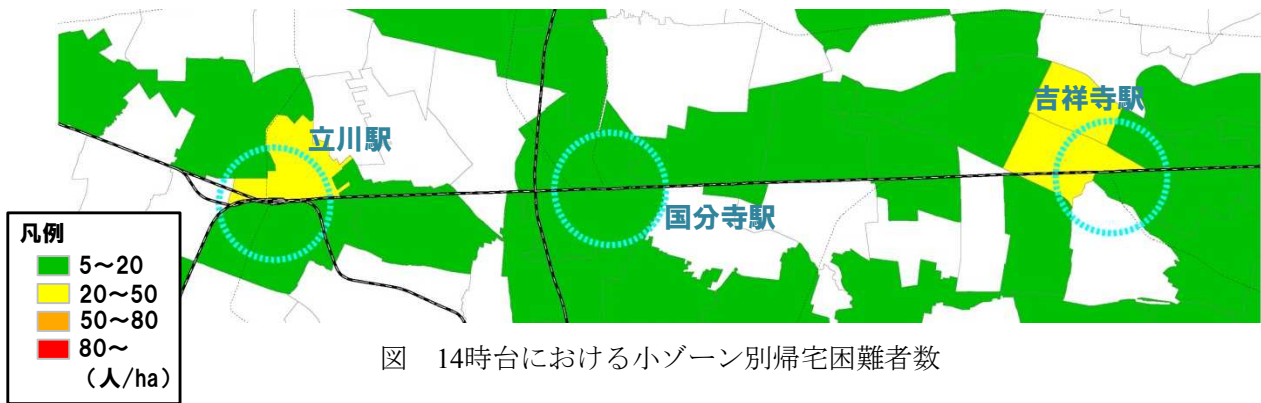 立川駅
国分寺駅
吉祥寺駅
凡例
5～20
20～50
50～80
80～
（人/ha）
図　14時台における小ゾーン別帰宅困難者数